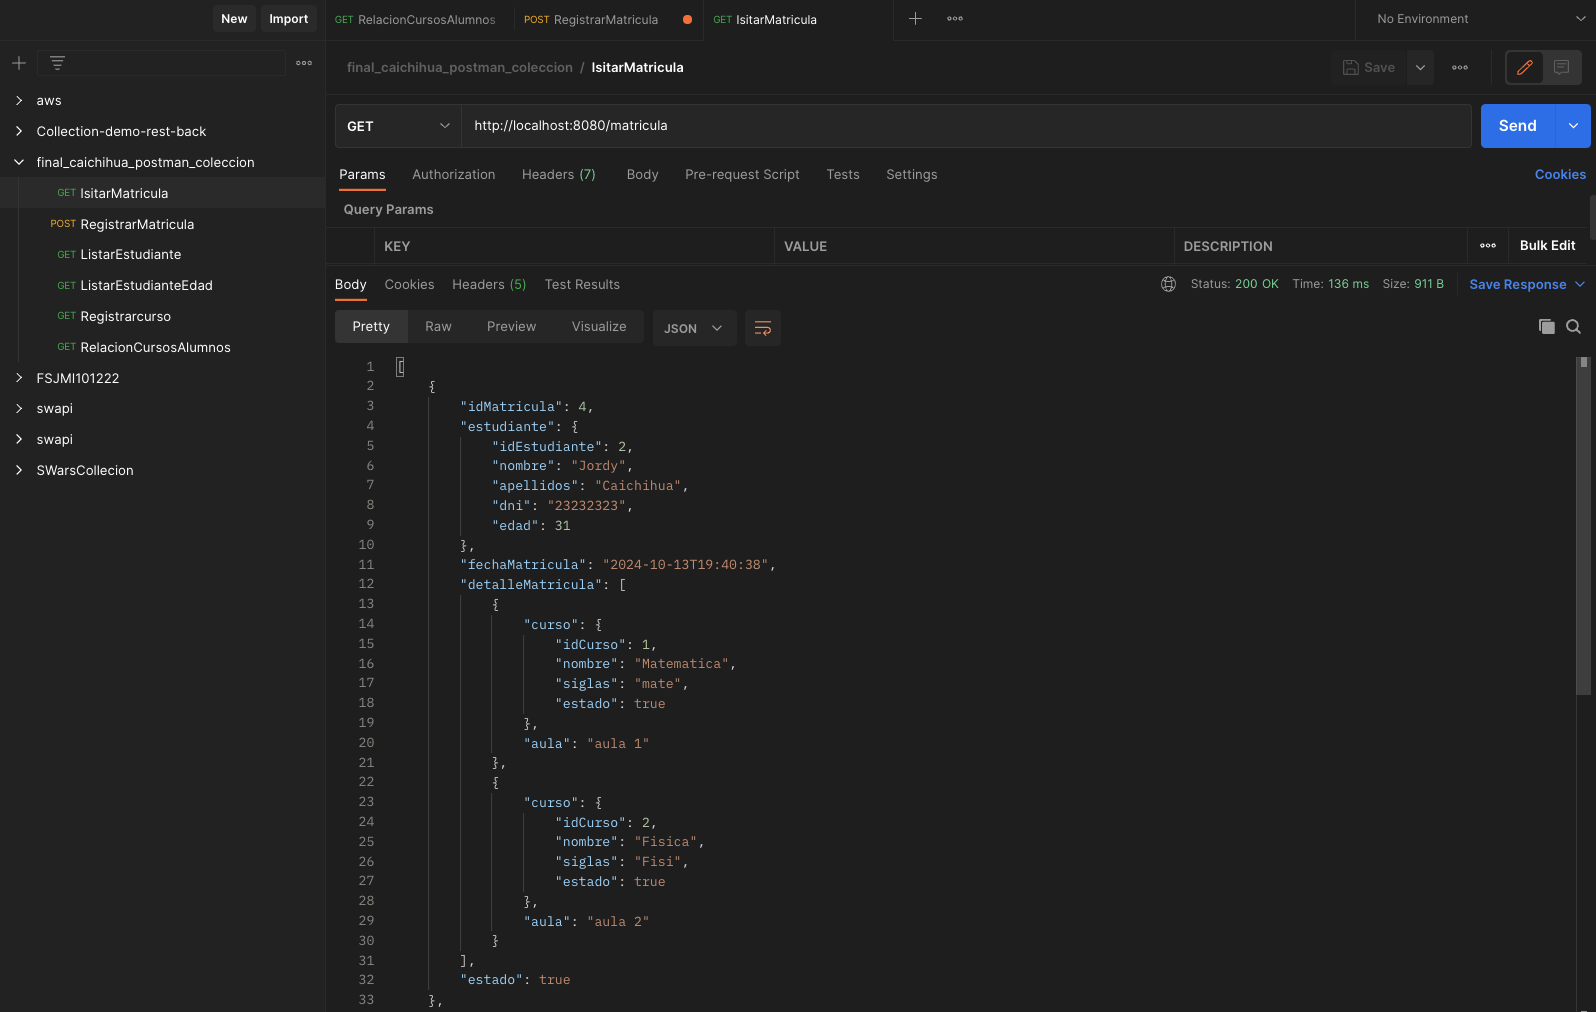 New Import
GET RelacionCursosAlumnos POST RegistrarMatricula GET lsitarMatricula No Environment
final_caichihua_postman_coleccion / lsitarMatricula Save
aws
Collection-demo-rest-back
final_caichihua_postman_coleccion
GET lsitarMatricula
POST RegistrarMatricula
GET ListarEstudiante
GET ListarEstudianteEdad
GET Registrarcurso
GET RelacionCursosAlumnos
FSJMI101222
swapi
swapi
SWarsCollecion
GET http://localhost:8080/matricula Send
Params Authorization Headers (7) Body Pre-request Script Tests Settings Cookies
Query Params
KEY VALUE DESCRIPTION Bulk Edit
Body Cookies Headers (5) Test Results Status: 200 OK Time: 136 ms Size: 911 B Save Response
Pretty Raw Preview Visualize JSON
1 [
2 {
3 "idMatricula": 4,
4 "estudiante": {
5 "idEstudiante": 2,
6 "nombre": "Jordy",
7 "apellidos": "Caichihua",
8 "dni": "23232323",
9 "edad": 31
10 },
11 "fechaMatricula": "2024-10-13T19:40:38",
12 "detalleMatricula": [
13 {
14 "curso": {
15 "idCurso": 1,
16 "nombre": "Matematica",
17 "siglas": "mate",
18 "estado": true
19 },
20 "aula": "aula 1"
21 },
22 {
23 "curso": {
24 "idCurso": 2,
25 "nombre": "Fisica",
26 "siglas": "Fisi",
27 "estado": true
28 },
29 "aula": "aula 2"
30 }
31 ],
32 "estado": true
33 },